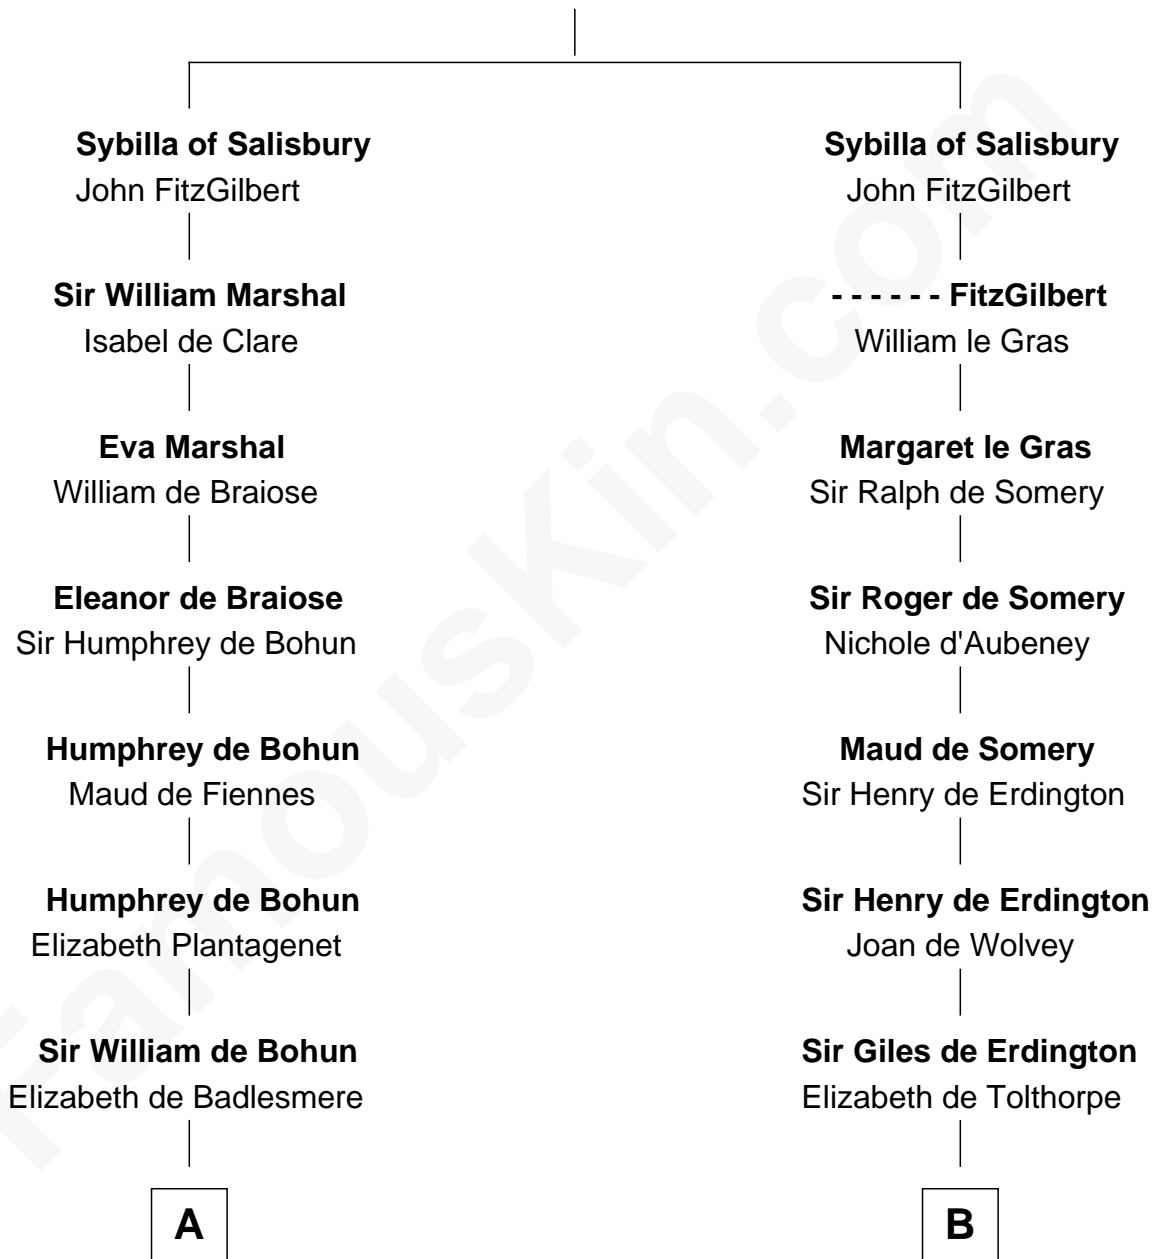 Sybilla of Salisbury
John FitzGilbert
Sir William Marshal
Isabel de Clare
Eva Marshal
William de Braiose
Eleanor de Braiose
Sir Humphrey de Bohun
Humphrey de Bohun
Maud de Fiennes
Humphrey de Bohun
Elizabeth Plantagenet
Sir William de Bohun
Elizabeth de Badlesmere
A
Sybilla of Salisbury
John FitzGilbert
- - - - - - FitzGilbert
William le Gras
Margaret le Gras
Sir Ralph de Somery
Sir Roger de Somery
Nichole d'Aubeney
Maud de Somery
Sir Henry de Erdington
Sir Henry de Erdington
Joan de Wolvey
Sir Giles de Erdington
Elizabeth de Tolthorpe
B
FamousKin.com